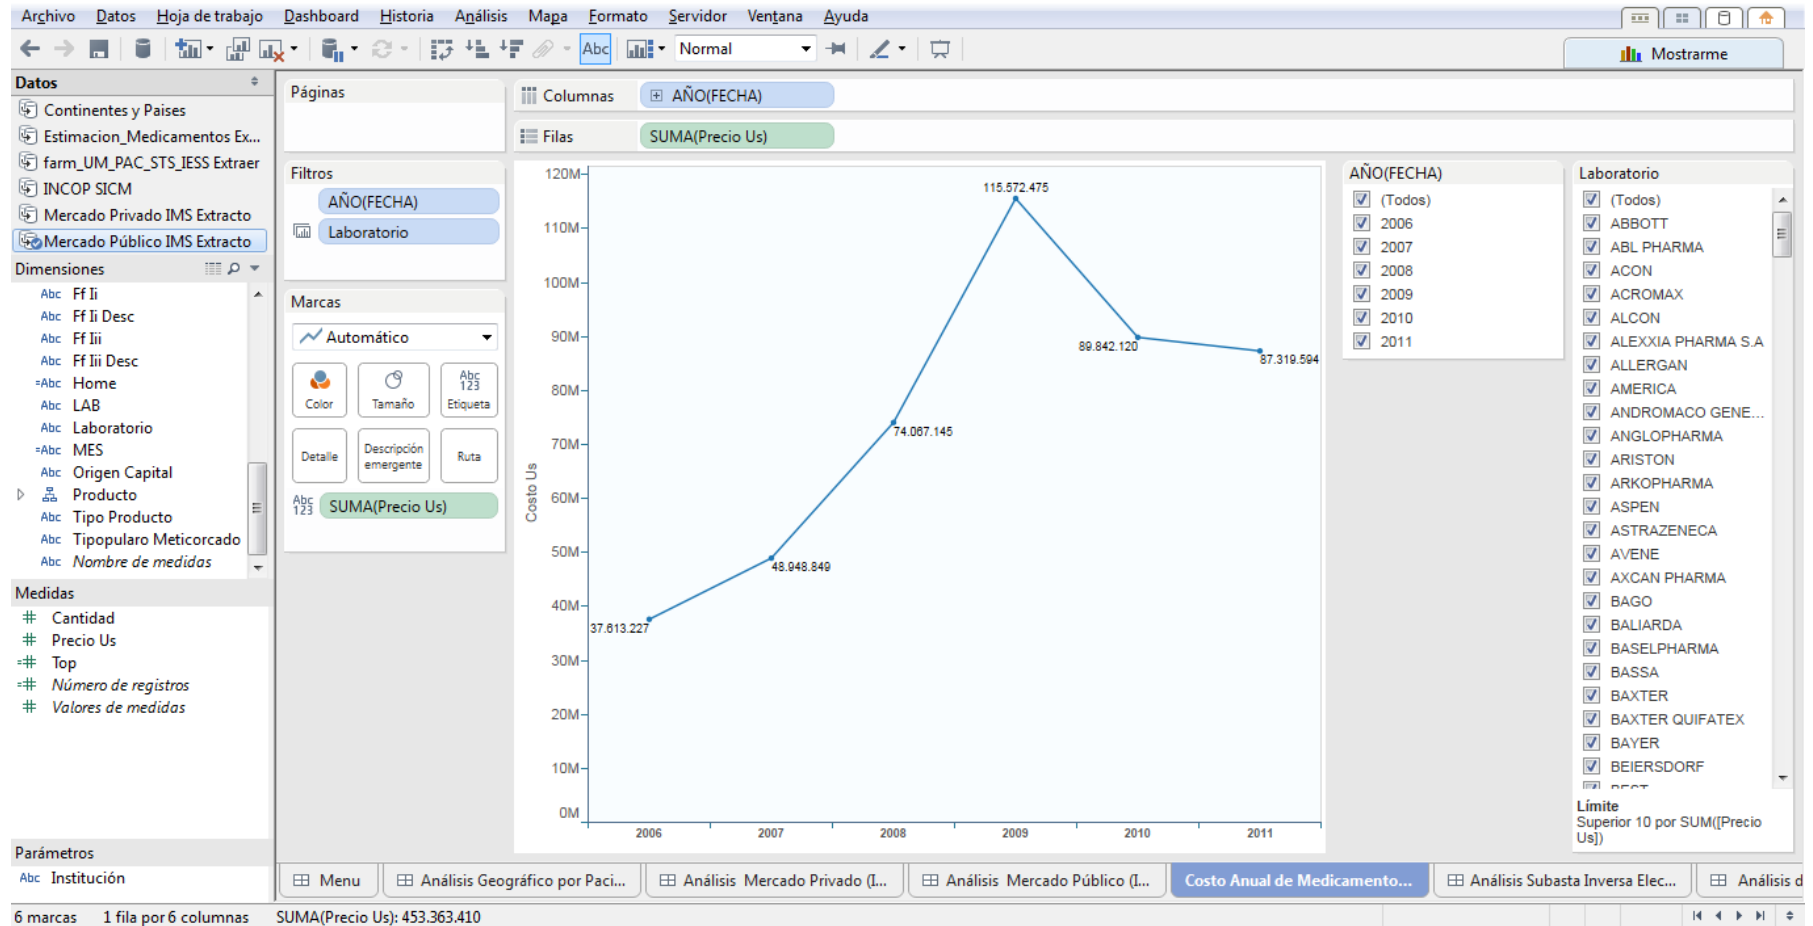 Archivo Datos Hoja de trabajo Dashboard Historia Análisis Mapa Formato Servidor Ventana Ayuda
Abc Normal Mostrarme
Datos
Continentes y Paises
Estimacion_Medicamentos Ex...
farm_UM_PAC_STS_IESS Extraer
INCOP SICM
Mercado Privado IMS Extracto
Mercado Público IMS Extracto
Dimensiones
Abc Ff Ii
Abc Ff Ii Desc
Abc Ff Iii
Abc Ff Iii Desc
=Abc Home
Abc LAB
Abc Laboratorio
=Abc MES
Abc Origen Capital
Producto
Abc Tipo Producto
Abc Tipopularo Meticorcado
Abc Nombre de medidas
Medidas
# Cantidad
# Precio Us
=# Top
=# Número de registros
# Valores de medidas
Parámetros
Abc Institución
Páginas
Filtros
AÑO(FECHA)
Laboratorio
Marcas
Automático
Color
Tamaño
Abc
123
Etiqueta
Detalle
Descripción
emergente
Ruta
Abc
123
SUMA(Precio Us)
Columnas AÑO(FECHA)
Filas SUMA(Precio Us)
Costo Us
120M
110M
100M
90M
80M
70M
60M
50M
40M
30M
20M
10M
0M
37.613.227
48.948.849
74.067.145
115.572.475
89.842.120
87.319.594
2006 2007 2008 2009 2010 2011
AÑO(FECHA)
(Todos)
2006
2007
2008
2009
2010
2011
Laboratorio
(Todos)
ABBOTT
ABL PHARMA
ACON
ACROMAX
ALCON
ALEXXIA PHARMA S.A
ALLERGAN
AMERICA
ANDROMACO GENE...
ANGLOPHARMA
ARISTON
ARKOPHARMA
ASPEN
ASTRAZENECA
AVENE
AXCAN PHARMA
BAGO
BALIARDA
BASELPHARMA
BASSA
BAXTER
BAXTER QUIFATEX
BAYER
BEIERSDORF
Límite
Superior 10 por SUM([Precio
Us])
Menu Análisis Geográfico por Paci... Análisis Mercado Privado (I... Análisis Mercado Público (I... Costo Anual de Medicamento... Análisis Subasta Inversa Elec... Análisis d
6 marcas 1 fila por 6 columnas SUMA(Precio Us): 453.363.410